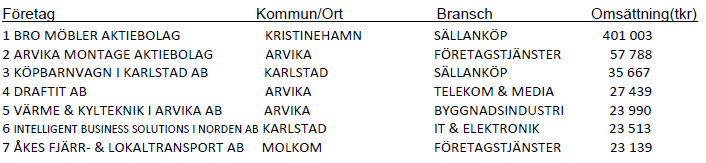 Företag Kommun/Ort Bransch Omsättning(tkr)
1 BRO MÖBLER AKTIEBOLAG KRISTINEHAMN SÄLLANKÖP 401 003
2 ARVIKA MONTAGE AKTIEBOLAG ARVIKA FÖRETAGSTJÄNSTER 57 788
3 KÖPBARNVAGN I KARLSTAD AB KARLSTAD SÄLLANKÖP 35 667
4 DRAFTIT AB ARVIKA TELEKOM & MEDIA 27 439
5 VÄRME & KYLTEKNIK I ARVIKA AB ARVIKA BYGGNADSINDUSTRI 23 990
6 INTELLIGENT BUSINESS SOLUTIONS I NORDEN AB KARLSTAD IT & ELEKTRONIK 23 513
7 ÅKES FJÄRR- & LOKALTRANSPORT AB MOLKOM FÖRETAGSTJÄNSTER 23 139